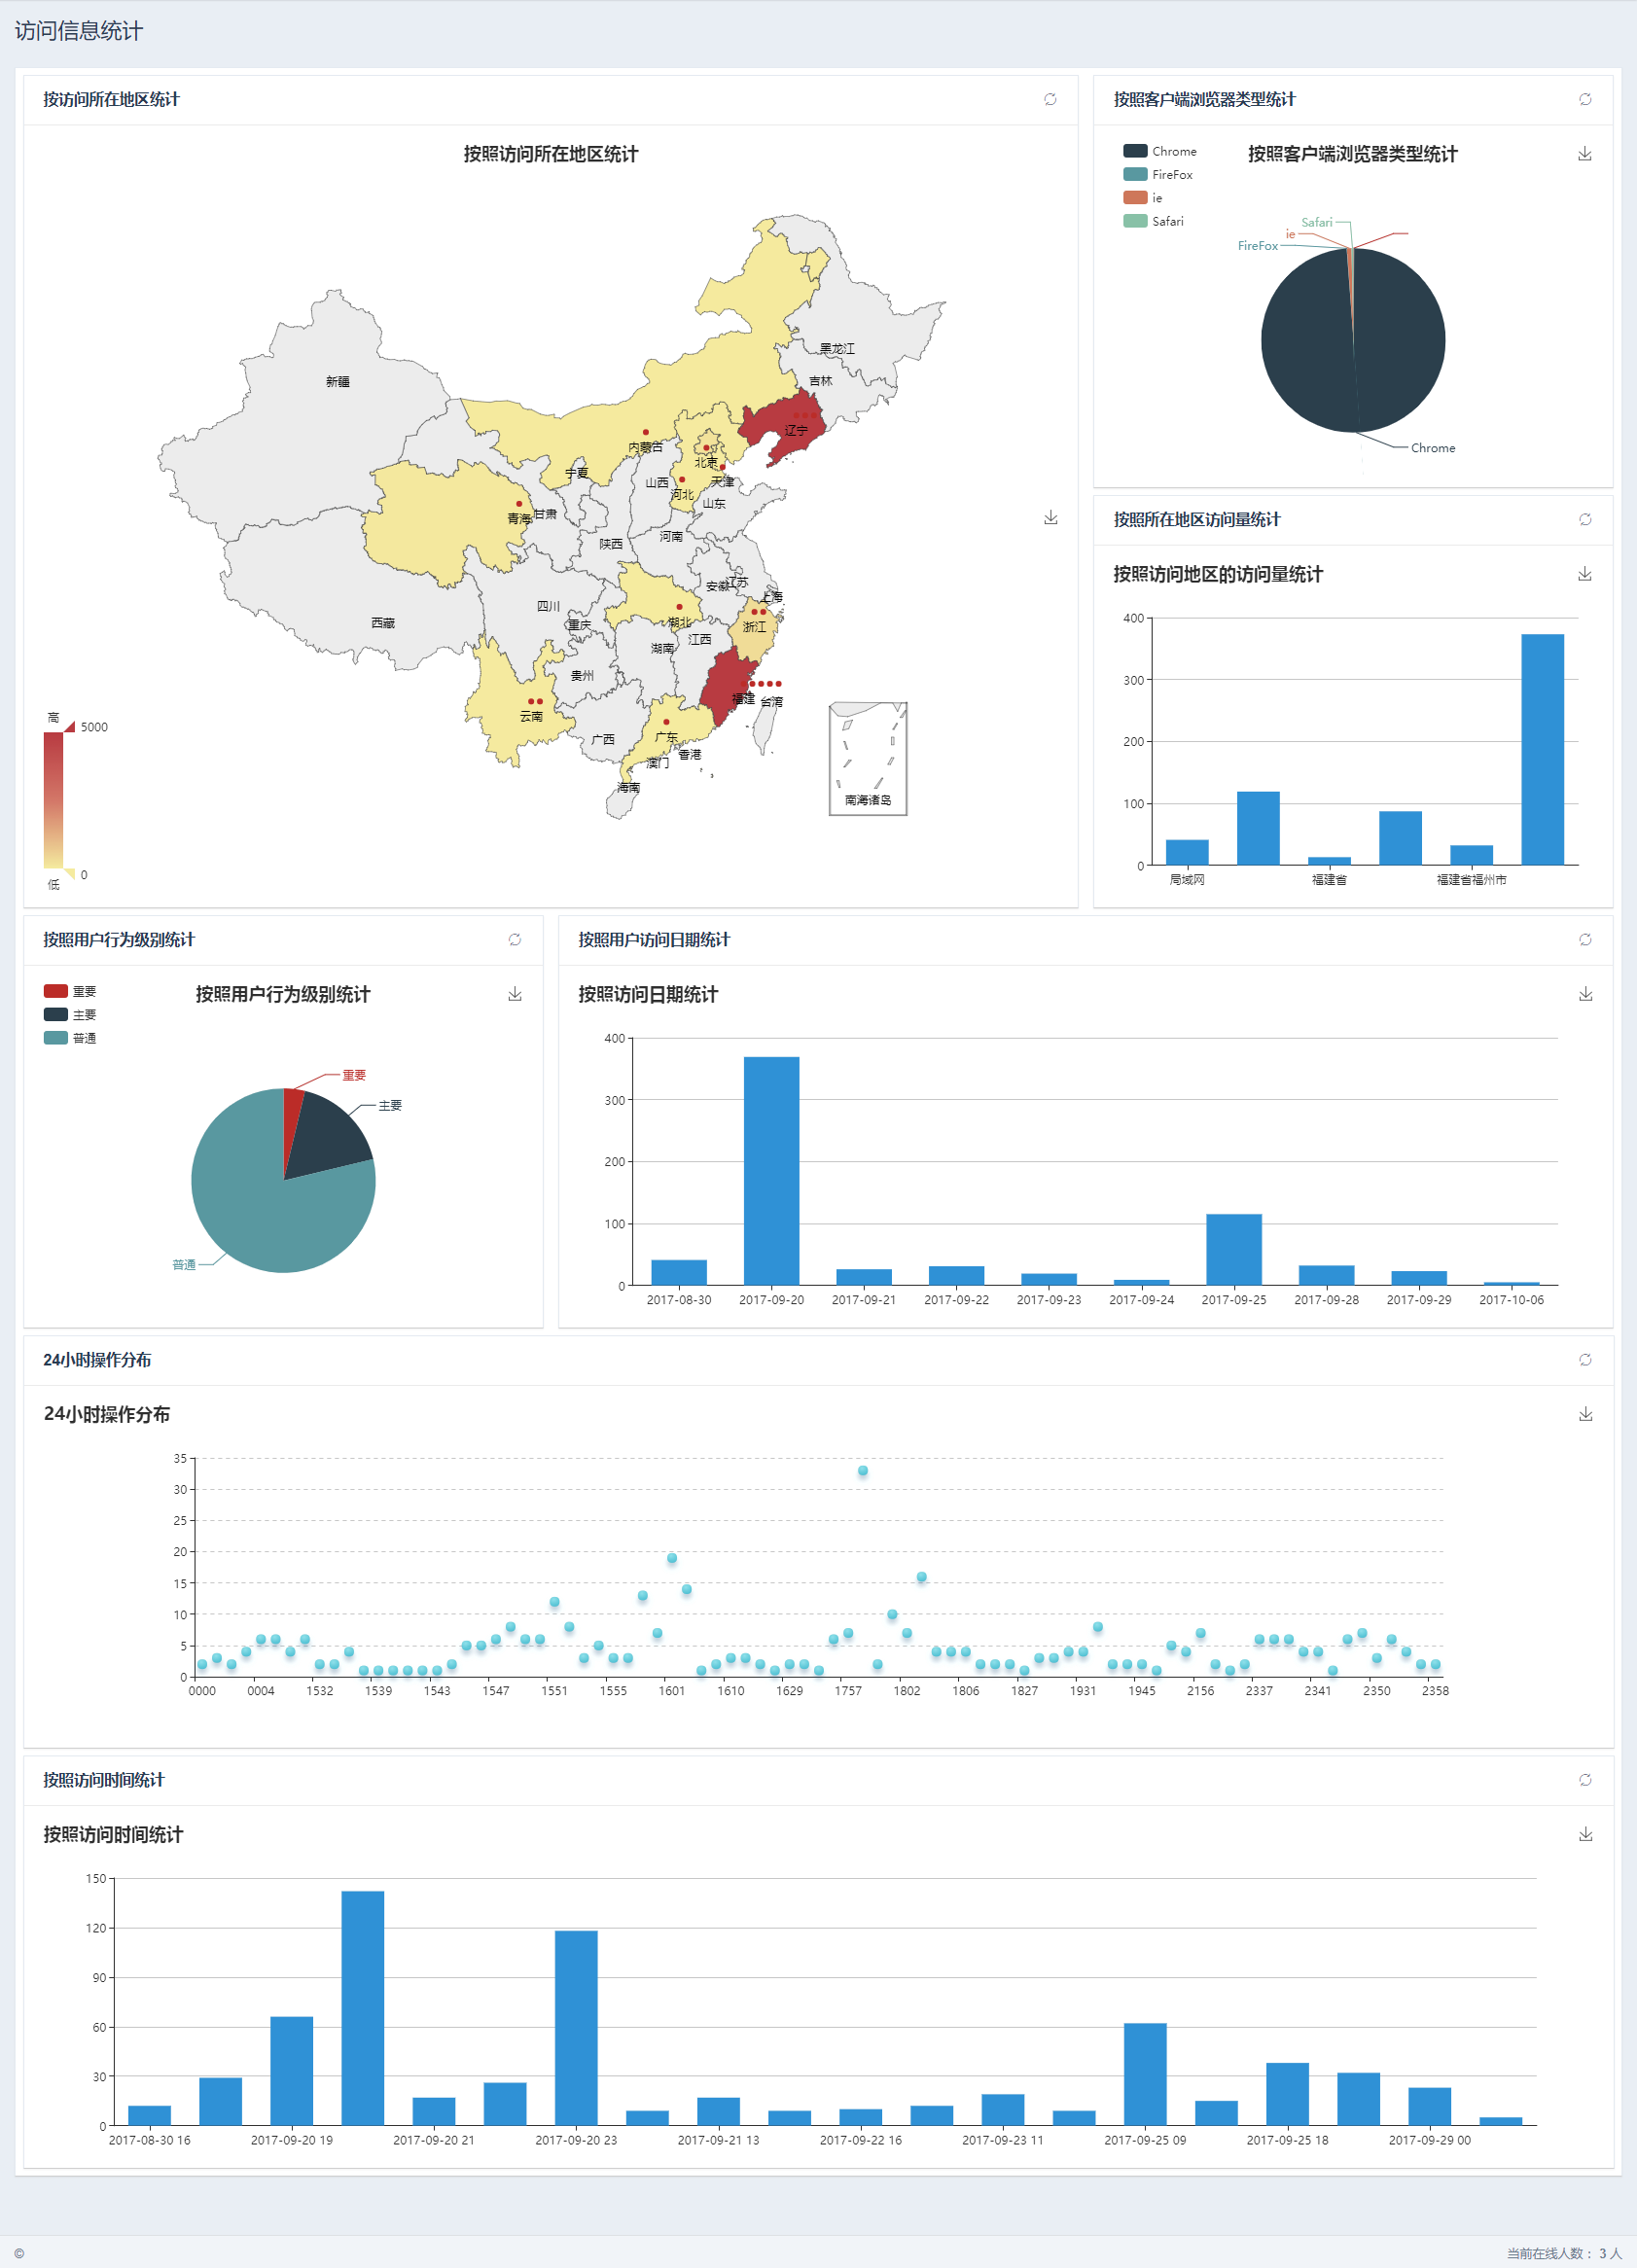 访问信息统计
按访问所在地区统计
按照访问所在地区统计
黑龙江
吉林
新疆
辽宁
内蒙古
北京
宁夏
山西
天津
河北
山东
青海
甘肃
河南
陕西
安徽
江苏
上海
四川
湖北
重庆
浙江
西藏
江西
湖南
贵州
福建
台湾
云南
广东
广西
香港
澳门
海南
南海诸岛
高
5000
0
低
按照客户端浏览器类型统计
Chrome
FireFox
ie
Safari
按照客户端浏览器类型统计
Safari
ie
FireFox
Chrome
按照所在地区访问量统计
按照访问地区的访问量统计
400
300
200
100
0
局域网 福建省 福建省福州市
按照用户行为级别统计
重要
主要
普通
按照用户行为级别统计
重要
主要
普通
按照用户访问日期统计
按照访问日期统计
400
300
200
100
0
2017-08-30 2017-09-20 2017-09-21 2017-09-22 2017-09-23 2017-09-24 2017-09-25 2017-09-28 2017-09-29 2017-10-06
24小时操作分布
24小时操作分布
35
30
25
20
15
10
5
0
0000 0004 1532 1539 1543 1547 1551 1555 1601 1610 1629 1757 1802 1806 1827 1931 1945 2156 2337 2341 2350 2358
按照访问时间统计
按照访问时间统计
150
120
90
60
30
0
2017-08-30 16 2017-09-20 19 2017-09-20 21 2017-09-20 23 2017-09-21 13 2017-09-22 16 2017-09-23 11 2017-09-25 09 2017-09-25 18 2017-09-29 00
©
当前在线人数： 3 人